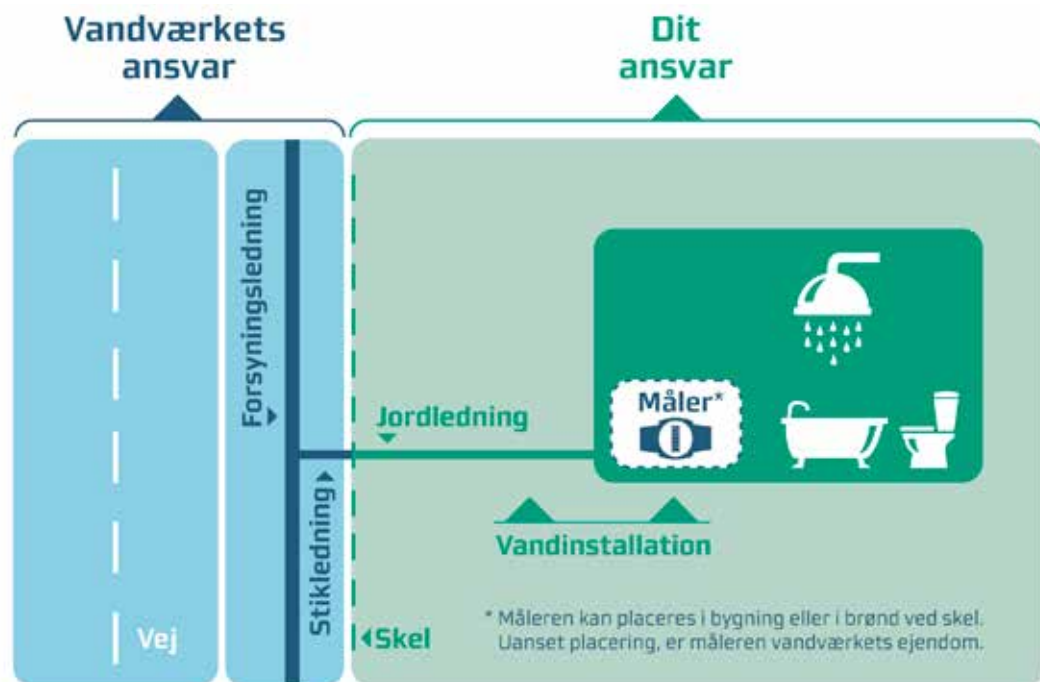 Vandværkets
ansvar
Dit
ansvar
Forsyningsledning
Jordledning
Måler*
Stikledning
Vandinstallation
Vej
Skel
* Måleren kan placeres i bygning eller i brønd ved skel.
Uanset placering, er måleren vandværkets ejendom.